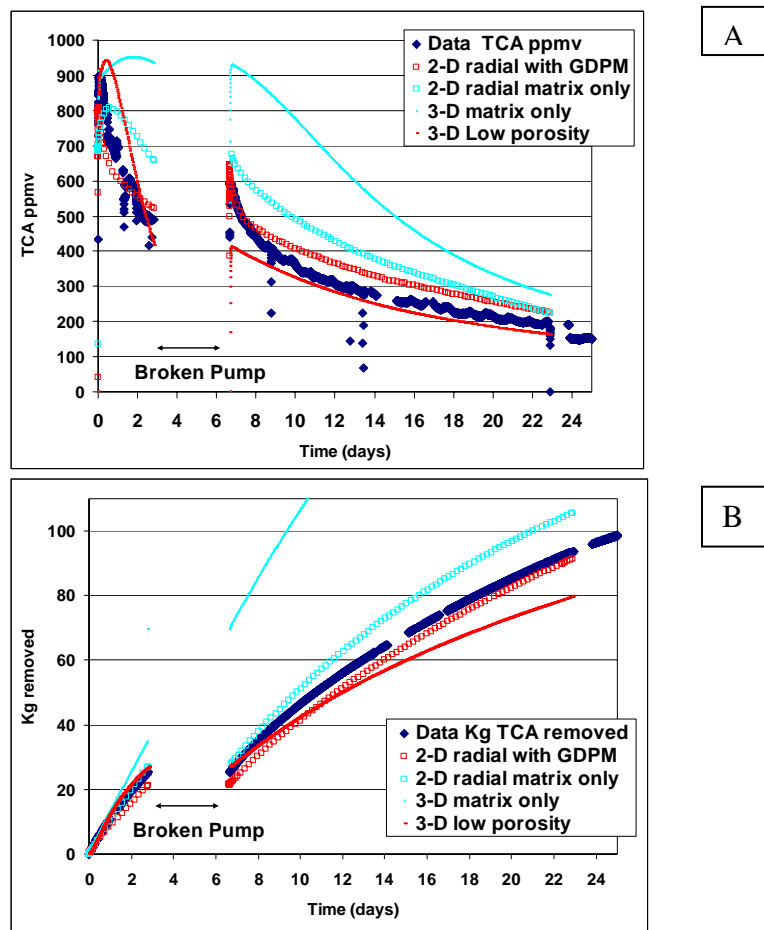 A
1000
900
800
700
600
500
400
300
200
100
0
TCA ppmv
Data TCA ppmv
2-D radial with GDPM
2-D radial matrix only
3-D matrix only
3-D Low porosity
Broken Pump
0 2 4 6 8 10 12 14 16 18 20 22 24
Time (days)
B
100
80
60
40
20
0
Kg removed
Data Kg TCA removed
2-D radial with GDPM
2-D radial matrix only
3-D matrix only
3-D low porosity
Broken Pump
0 2 4 6 8 10 12 14 16 18 20 22 24
Time (days)